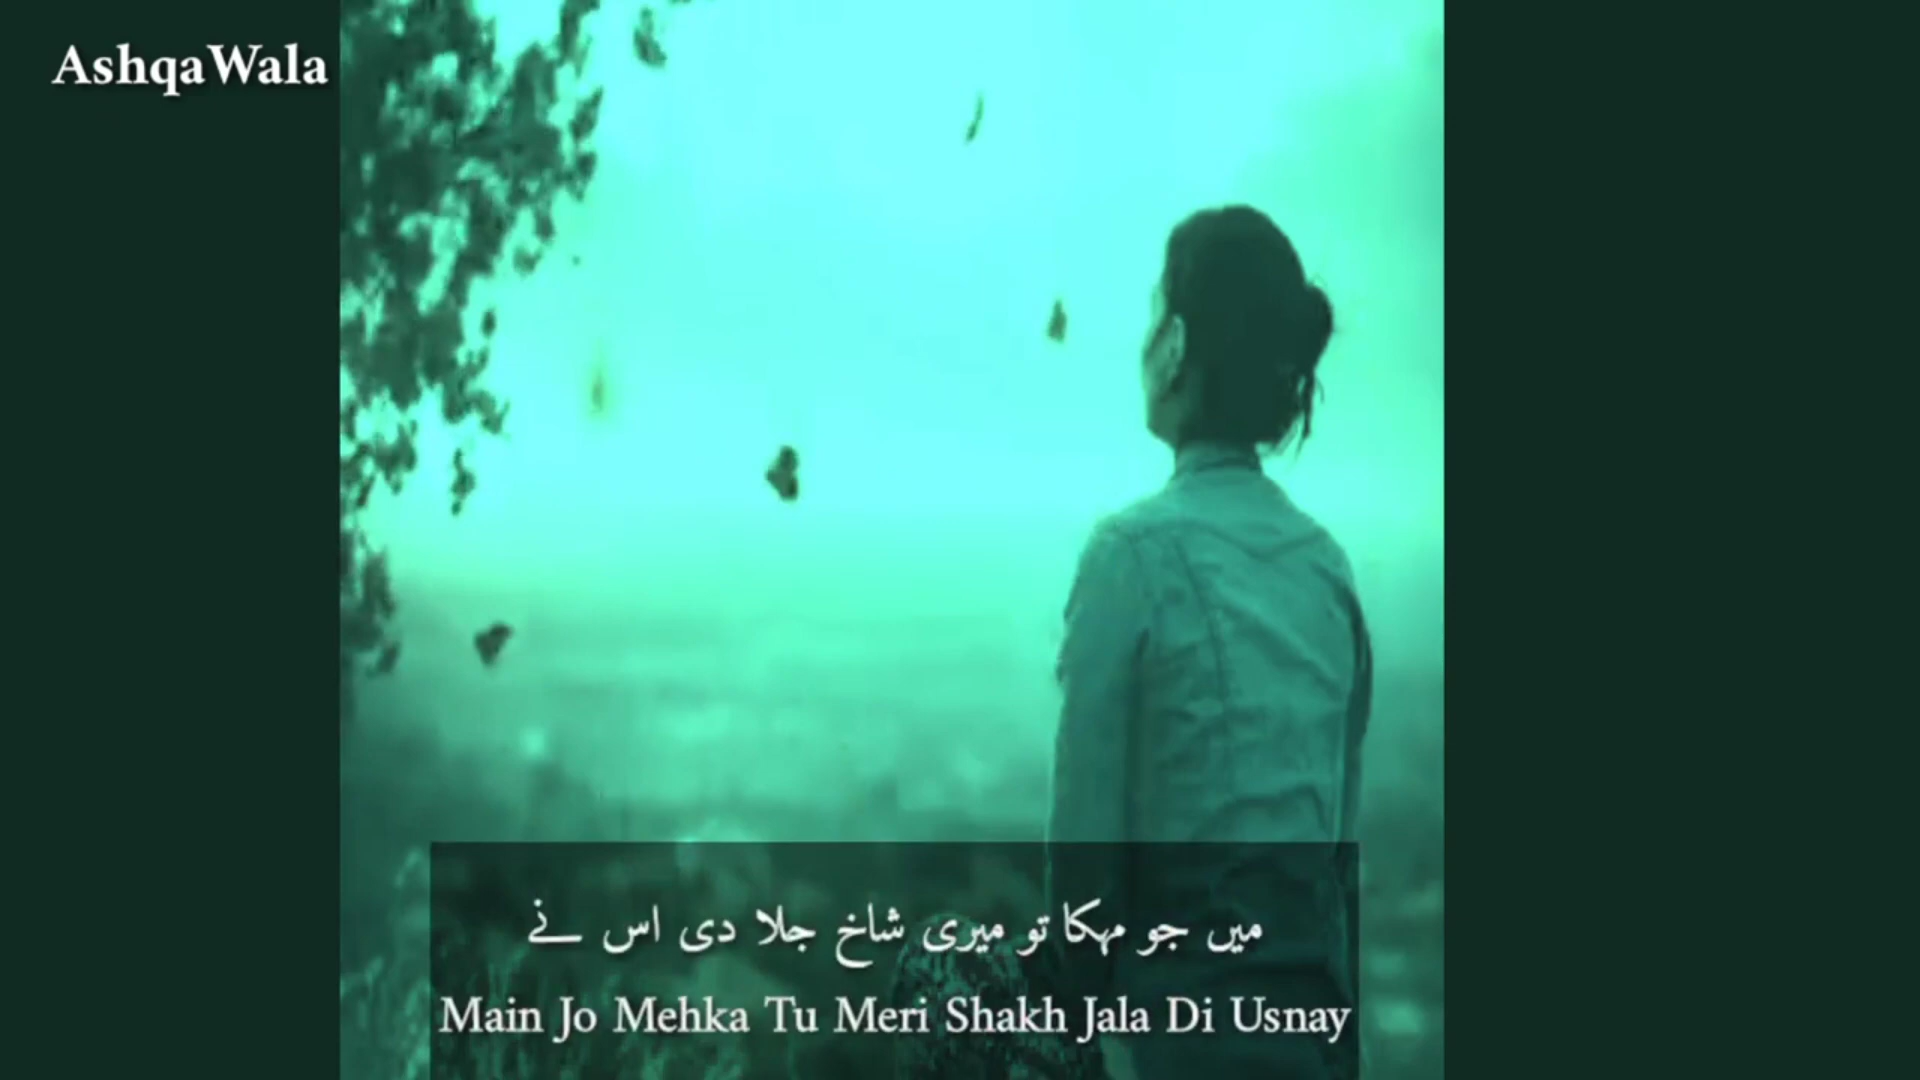 AshqaWala
میں جو مہکا تو میری شاخ جلا دی اس نے
Main Jo Mehka Tu Meri Shakh Jala Di Usnay